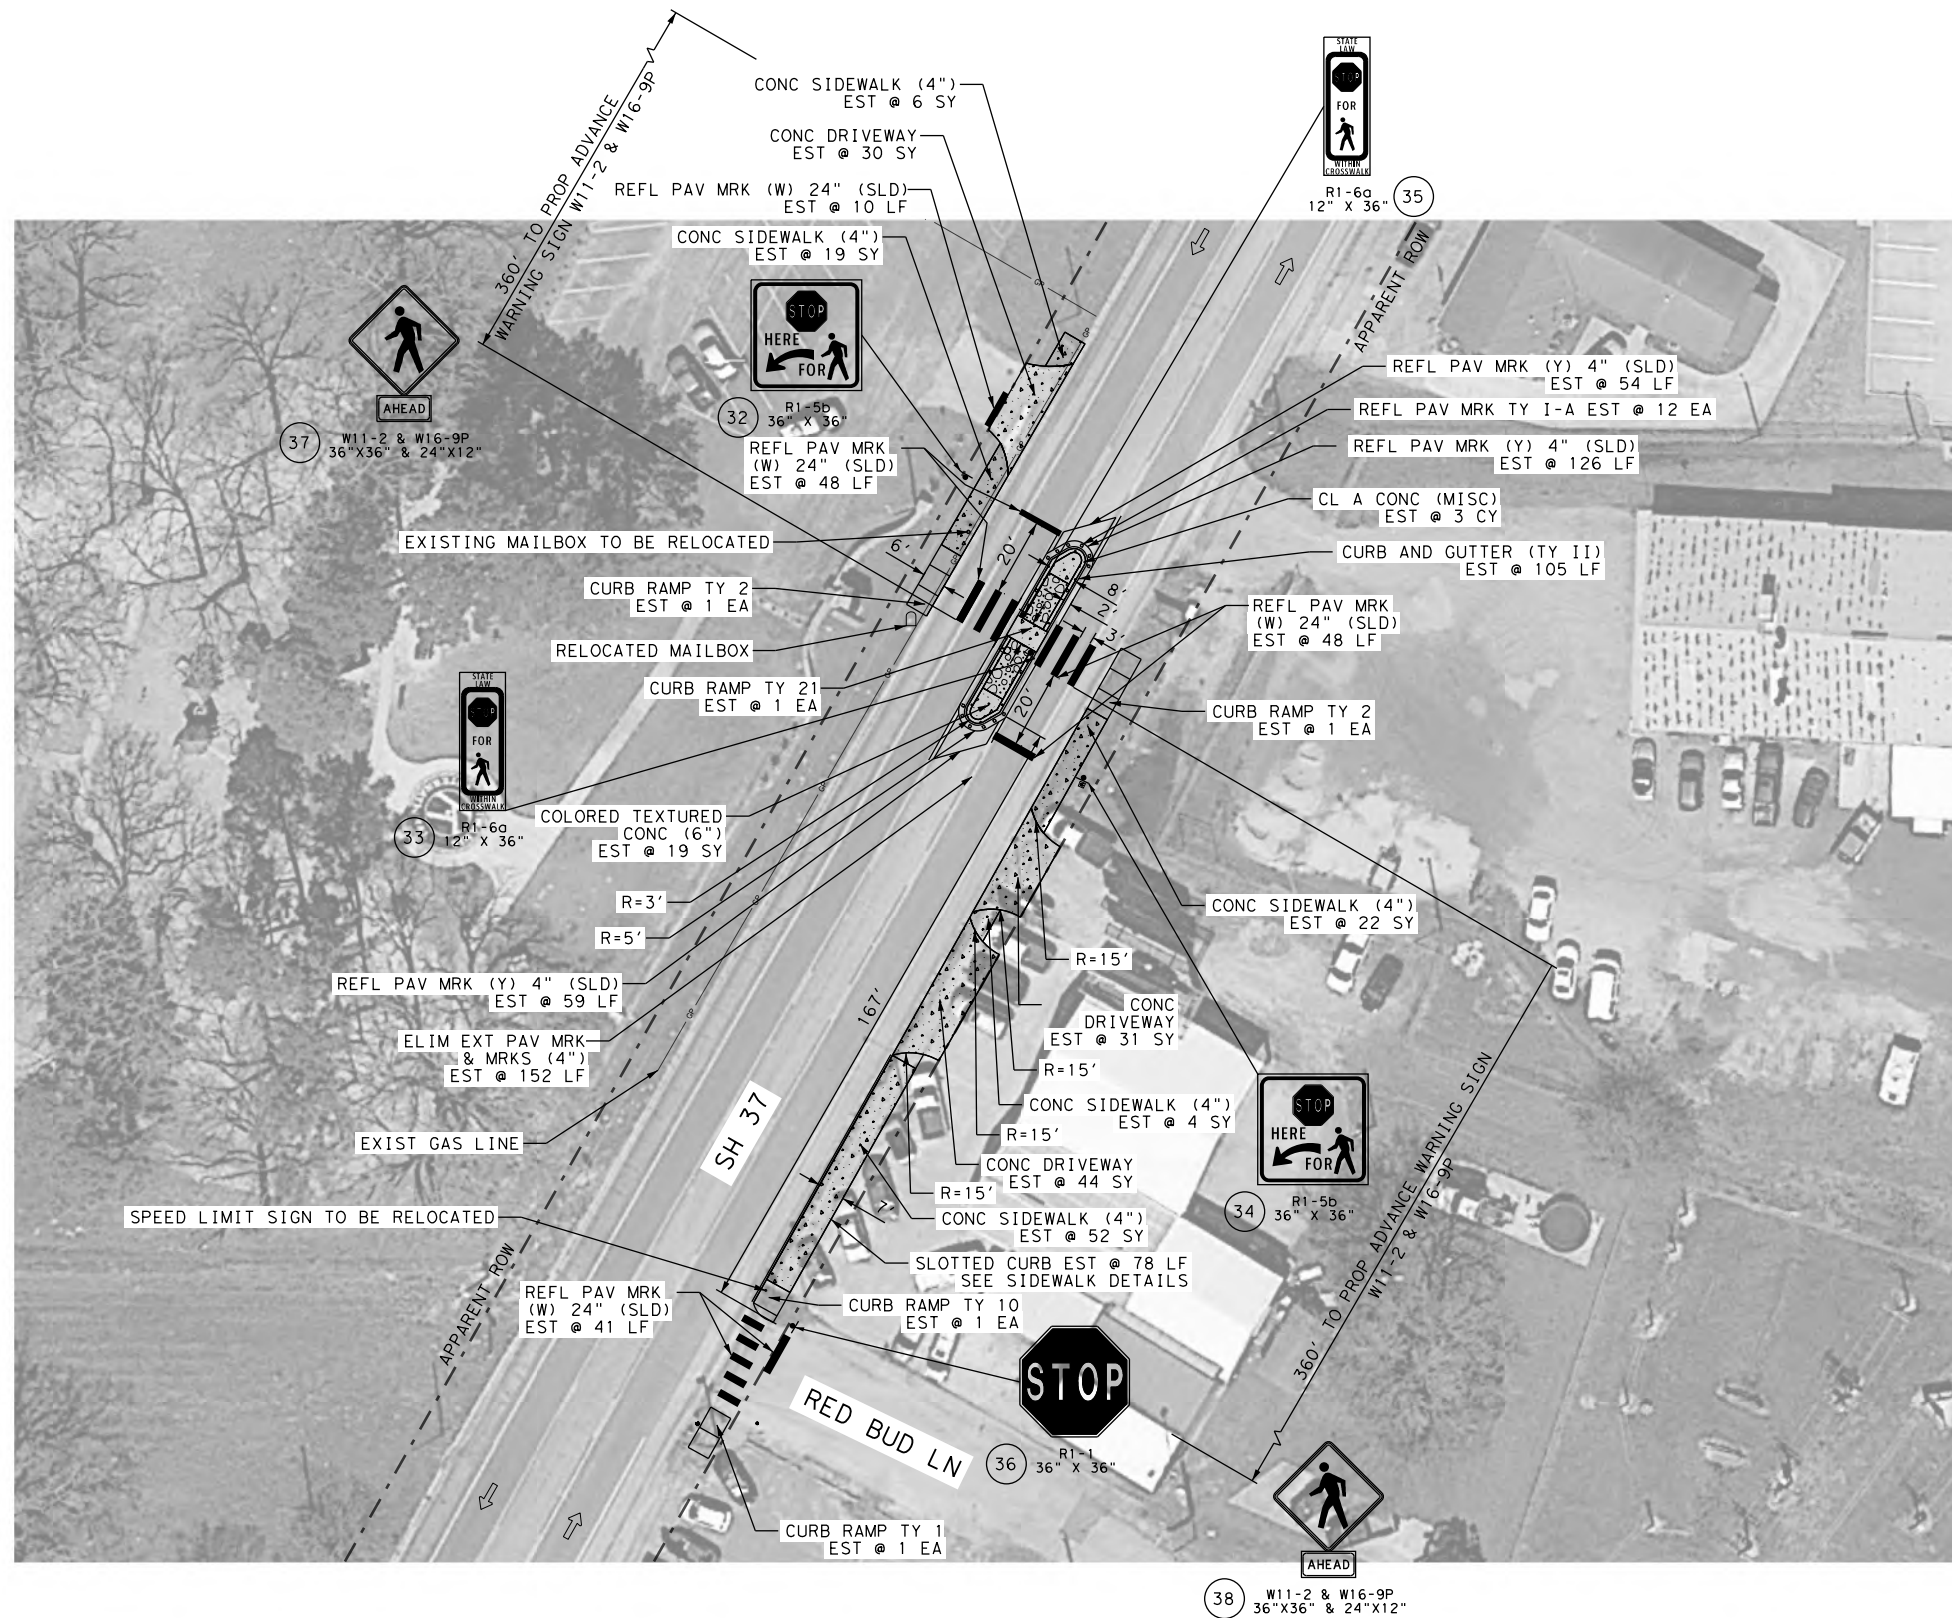 CONC SIDEWALK (4")
EST @ 6 SY
CONC DRIVEWAY
EST @ 30 SY
REFL PAV MRK (W) 24" (SLD)
EST @ 10 LF
CONC SIDEWALK (4")
EST @ 19 SY
360' TO PROP ADVANCE
WARNING SIGN W11-2 & W16-9P
STATE
LAW
STOP
FOR
WITHIN
CROSSWALK
R1-6a
12" X 36"
35
APPARENT ROW
AHEAD
37
W11-2 & W16-9P
36"X36" & 24"X12"
STOP
HERE
FOR
32
R1-5b
36" X 36"
REFL PAV MRK
(W) 24" (SLD)
EST @ 48 LF
REFL PAV MRK (Y) 4" (SLD)
EST @ 54 LF
REFL PAV MRK TY I-A EST @ 12 EA
REFL PAV MRK (Y) 4" (SLD)
EST @ 126 LF
CL A CONC (MISC)
EST @ 3 CY
CURB AND GUTTER (TY II)
EST @ 105 LF
EXISTING MAILBOX TO BE RELOCATED
6'
20'
8'
2'
3'
20'
CURB RAMP TY 2
EST @ 1 EA
REFL PAV MRK
(W) 24" (SLD)
EST @ 48 LF
RELOCATED MAILBOX
CURB RAMP TY 21
EST @ 1 EA
CURB RAMP TY 2
EST @ 1 EA
STATE
LAW
STOP
FOR
WITHIN
CROSSWALK
33
R1-6a
12" X 36"
COLORED TEXTURED
CONC (6")
EST @ 19 SY
R=3'
R=5'
CONC SIDEWALK (4")
EST @ 22 SY
R=15'
REFL PAV MRK (Y) 4" (SLD)
EST @ 59 LF
167'
CONC
DRIVEWAY
EST @ 31 SY
ELIM EXT PAV MRK
& MRKS (4")
EST @ 152 LF
R=15'
CONC SIDEWALK (4")
EST @ 4 SY
EXIST GAS LINE
SH 37
R=15'
CONC DRIVEWAY
EST @ 44 SY
STOP
HERE
FOR
34
R1-5b
36" X 36"
R=15'
7'
CONC SIDEWALK (4")
EST @ 52 SY
SPEED LIMIT SIGN TO BE RELOCATED
SLOTTED CURB EST @ 78 LF
SEE SIDEWALK DETAILS
360' TO PROP ADVANCE WARNING SIGN
W11-2 & W16-9P
APPARENT ROW
REFL PAV MRK
(W) 24" (SLD)
EST @ 41 LF
CURB RAMP TY 10
EST @ 1 EA
STOP
RED BUD LN
36
R1-1
36" X 36"
CURB RAMP TY 1
EST @ 1 EA
AHEAD
38
W11-2 & W16-9P
36"X36" & 24"X12"